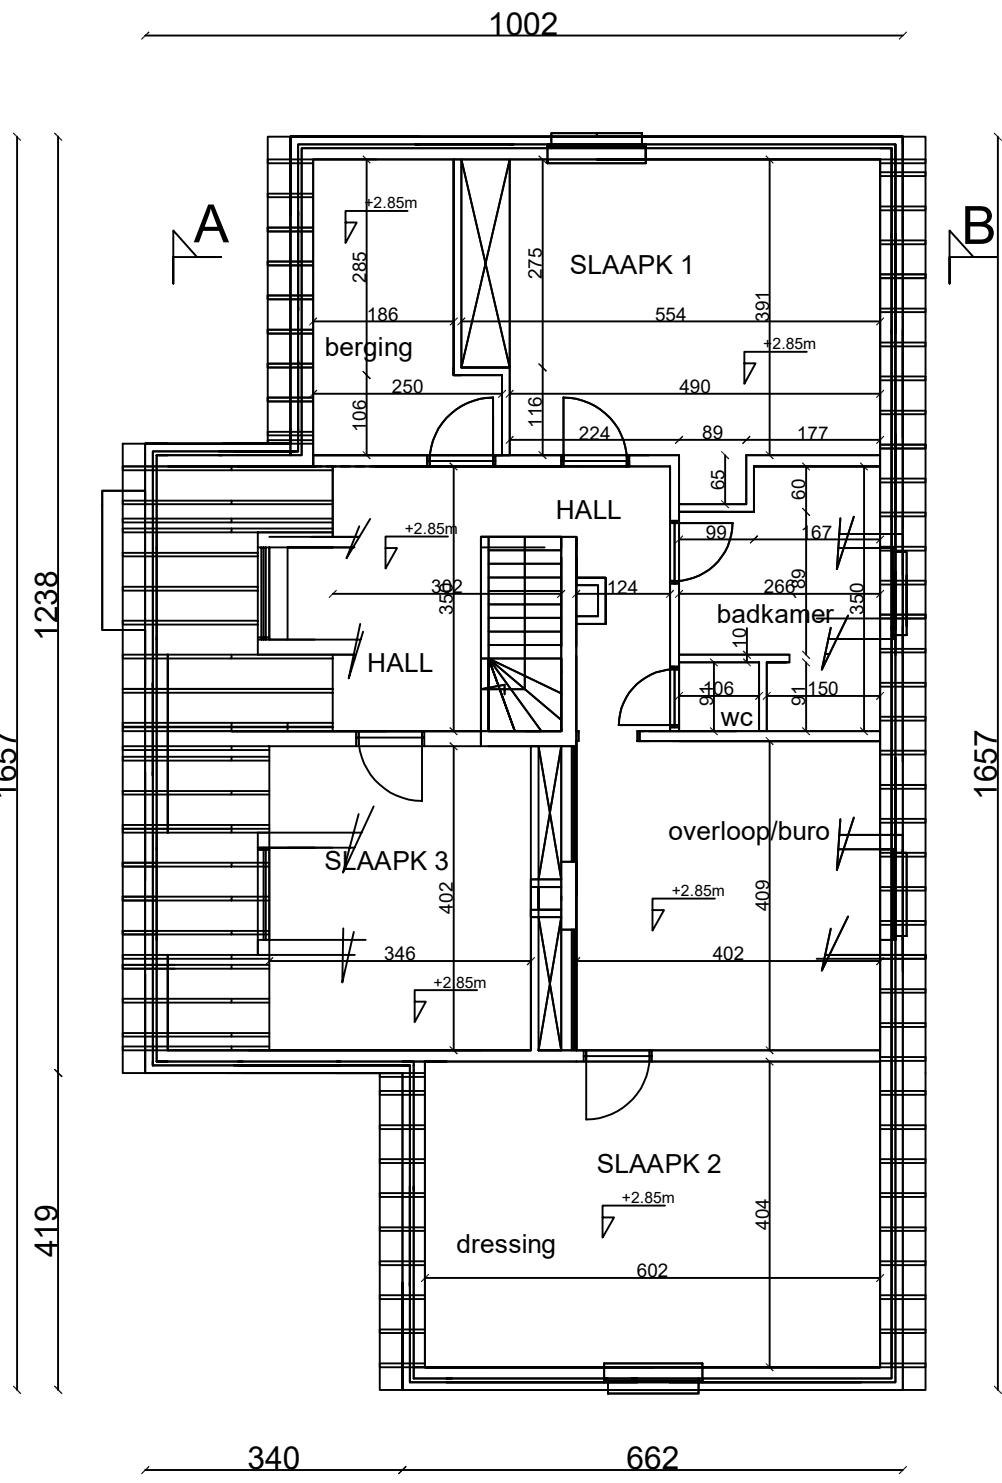 1002
A
B
+2.85m
285
275
SLAAPK 1
391
186
554
berging
+2.85m
250
490
106
116
224
89
177
65
60
HALL
+2.85m
99
167
1238
302
350
124
266
89
350
badkamer
10
HALL
91
106
91
150
wc
1657
1657
overloop/buro
SLAAPK 3
+2.85m
402
409
346
402
+2.85m
SLAAPK 2
+2.85m
404
419
dressing
602
340
662